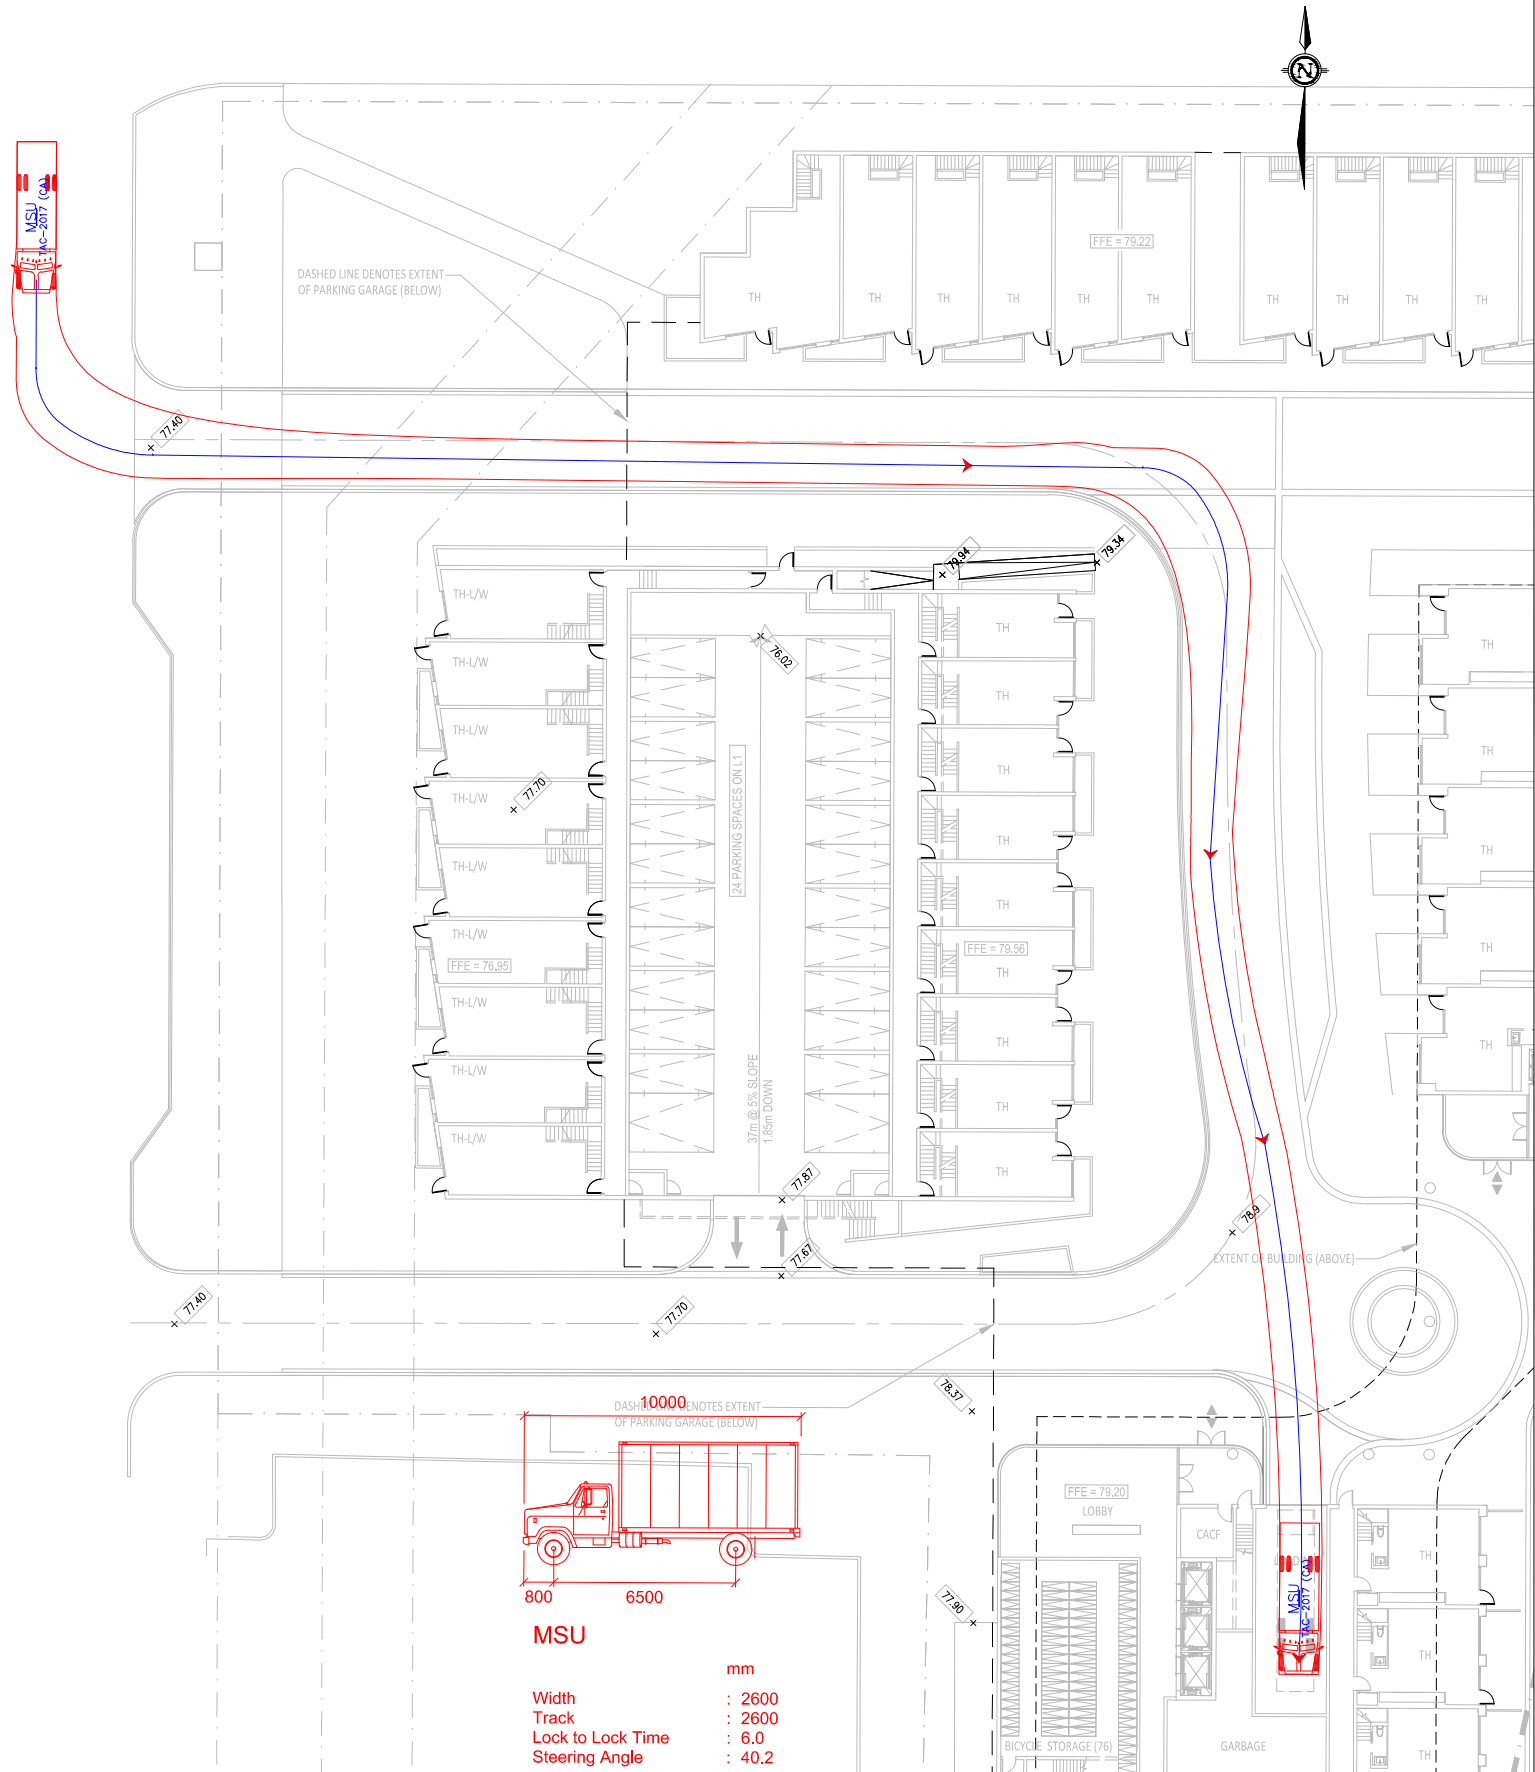 N
MSU
TAC-2017 (CA)
FFE = 79.22
DASHED LINE DENOTES EXTENT
OF PARKING GARAGE (BELOW)
TH
TH
TH
TH
TH
TH
TH
TH
TH
TH
77.40
79.94
79.34
TH-L/W
TH
TH
76.02
TH-L/W
TH
TH-L/W
TH
TH
77.70
TH-L/W
24 PARKING SPACES ON L1
TH
TH
TH-L/W
TH
TH-L/W
FFE = 79.56
TH
FFE = 76.95
TH
TH-L/W
TH
TH
TH-L/W
37m @ 5% SLOPE
1.85m DOWN
TH
TH-L/W
TH
77.87
78.9
77.67
EXTENT OF BUILDING (ABOVE)
77.40
77.70
78.37
10000
DASHED LINE DENOTES EXTENT
OF PARKING GARAGE (BELOW)
FFE = 79.20
LOBBY
CACF
TH
800
6500
77.90
MSU
TAC-2017 (CA)
MSU
TH
mm
Width : 2600
Track : 2600
Lock to Lock Time : 6.0
Steering Angle : 40.2
BICYCLE STORAGE (76)
GARBAGE
TH